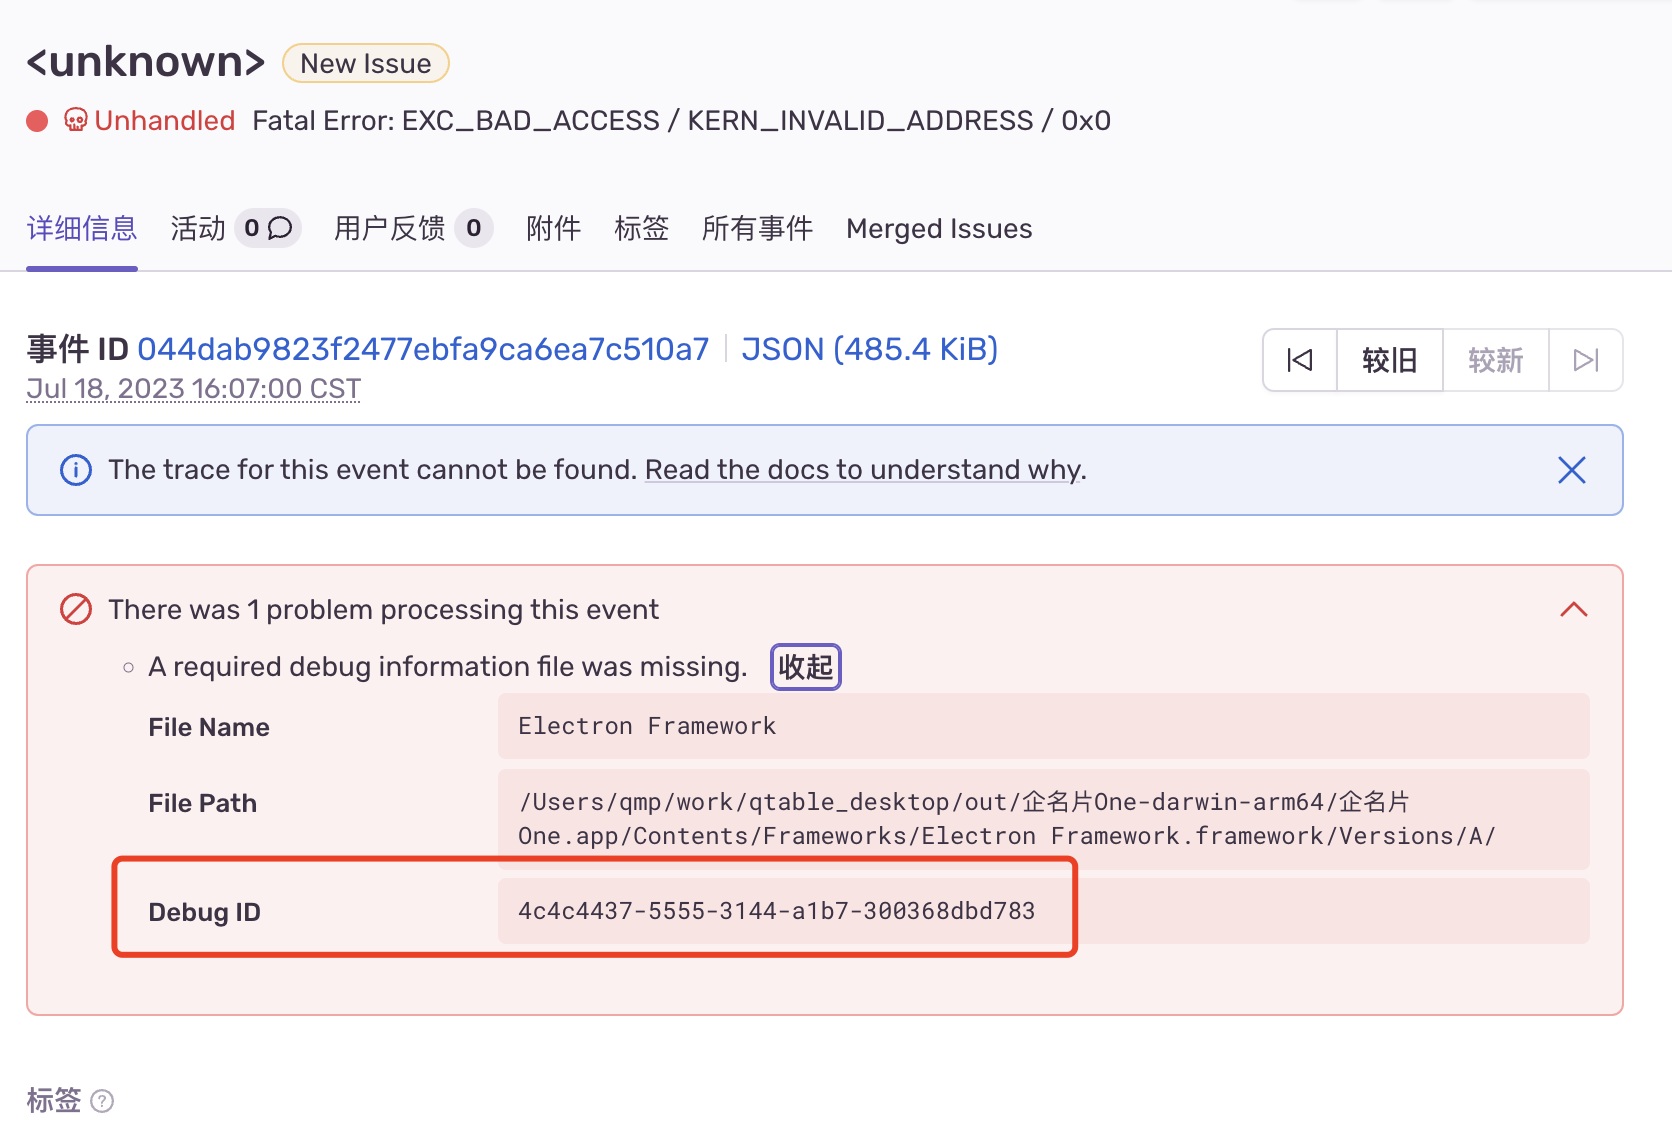 <unknown> New Issue
Unhandled Fatal Error: EXC_BAD_ACCESS / KERN_INVALID_ADDRESS / 0x0
详细信息 活动 0 用户反馈 0 附件 标签 所有事件 Merged Issues
事件 ID 044dab9823f2477ebfa9ca6ea7c510a7 JSON (485.4 KiB)
Jul 18, 2023 16:07:00 CST
较旧 较新
The trace for this event cannot be found. Read the docs to understand why.
There was 1 problem processing this event
A required debug information file was missing. 收起
File Name Electron Framework
File Path /Users/qmp/work/qtable_desktop/out/企名片One-darwin-arm64/企名片
One.app/Contents/Frameworks/Electron Framework.framework/Versions/A/
Debug ID 4c4c4437-5555-3144-a1b7-300368dbd783
标签 ?